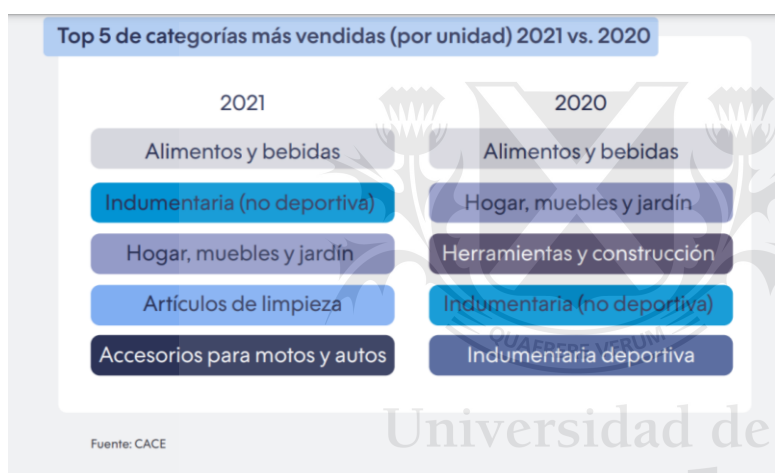 Top 5 de categorías más vendidas (por unidad) 2021 vs. 2020
2021
2020
Alimentos y bebidas
Alimentos y bebidas
Indumentaria (no deportiva)
Hogar, muebles y jardín
Hogar, muebles y jardín
Herramientas y construcción
Artículos de limpieza
Indumentaria (no deportiva)
Accesorios para motos y autos
Indumentaria deportiva
QUAERERE VERUM
Fuente: CACE
Universidad de